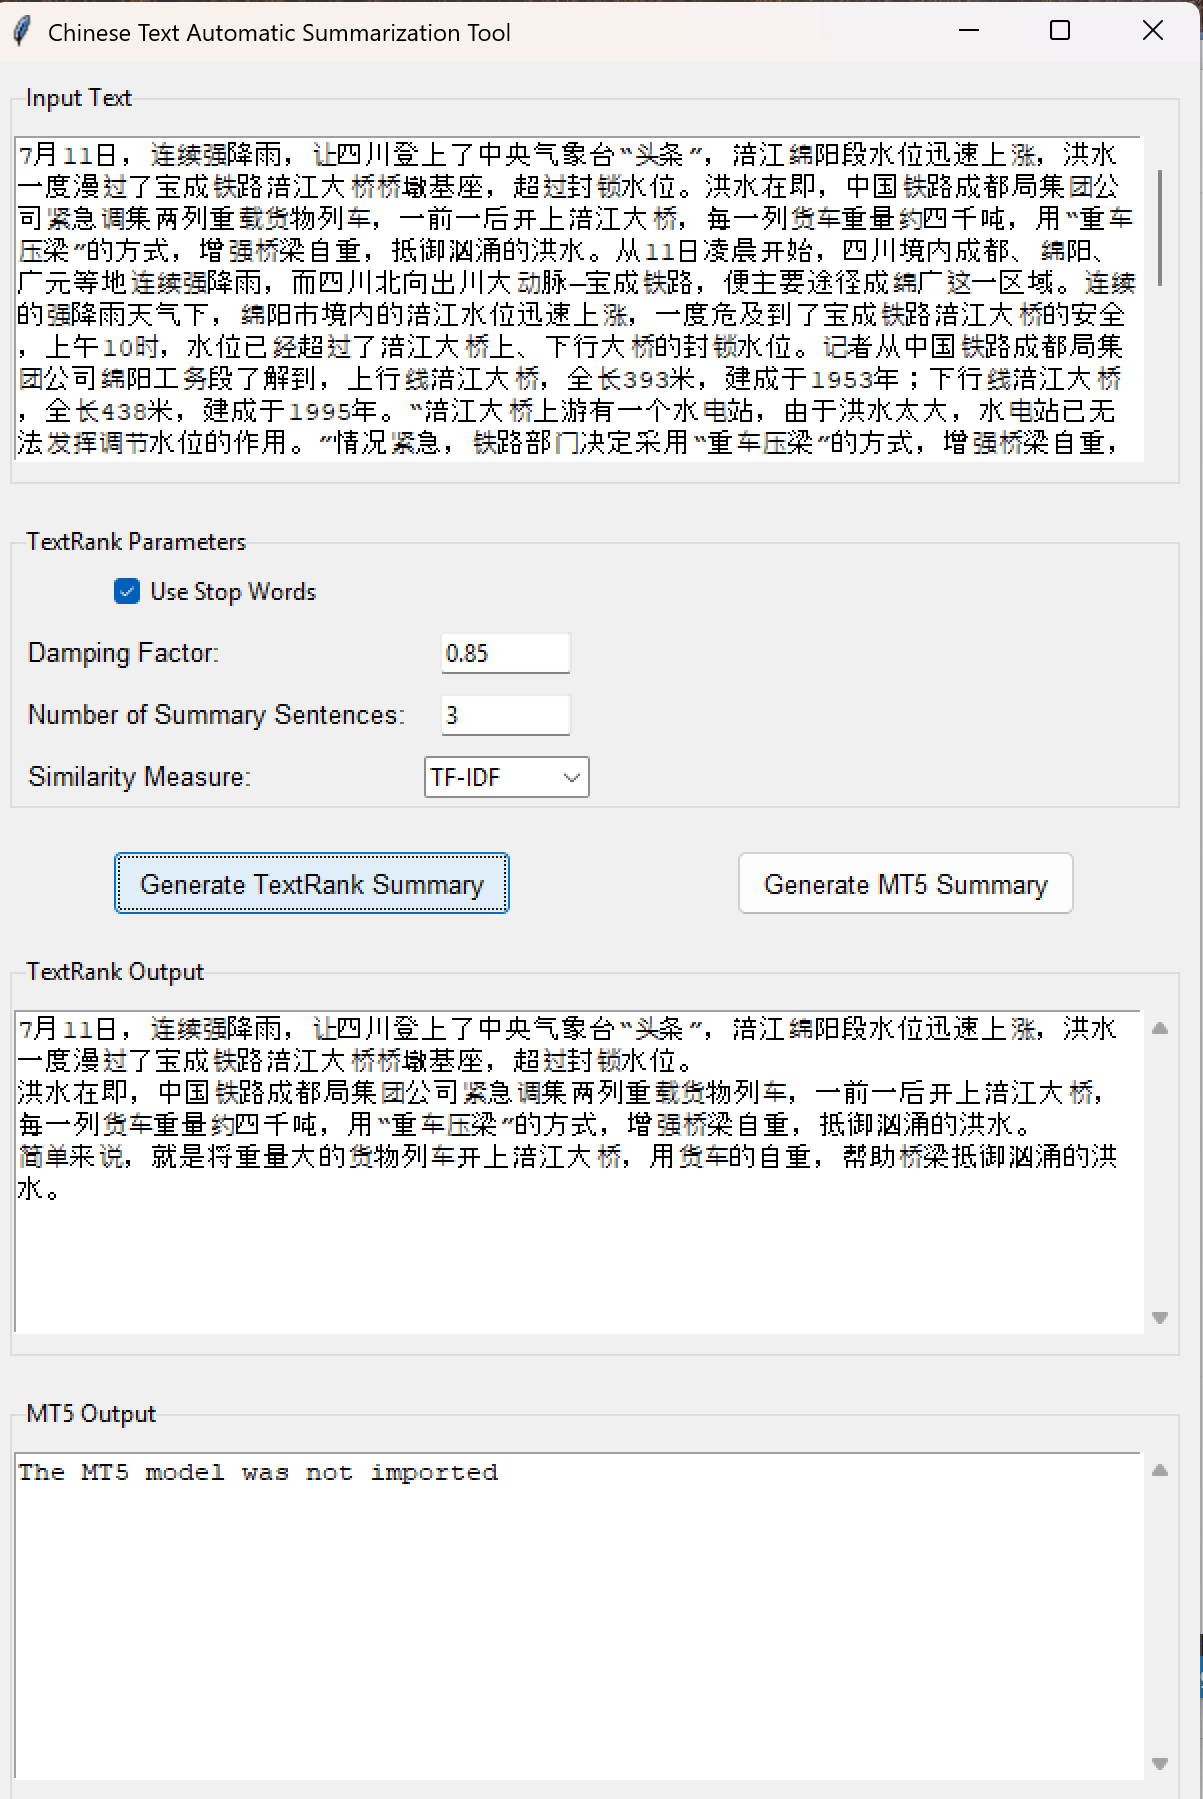 Chinese Text Automatic Summarization Tool
Input Text
7月11日，连续强降雨，让四川登上了中央气象台“头条”，涪江绵阳段水位迅速上涨，洪水
一度漫过了宝成铁路涪江大桥桥墩基座，超过封锁水位。洪水在即，中国铁路成都局集团公
司紧急调集两列重载货物列车，一前一后开上涪江大桥，每一列货车重量约四千吨，用“重车
压梁”的方式，增强桥梁自重，抵御汹涌的洪水。从11日凌晨开始，四川境内成都、绵阳、
广元等地连续强降雨，而四川北向出川大动脉—宝成铁路，便主要途径成绵广这一区域。连续
的强降雨天气下，绵阳市境内的涪江水位迅速上涨，一度危及到了宝成铁路涪江大桥的安全
，上午10时，水位已经超过了涪江大桥上、下行大桥的封锁水位。记者从中国铁路成都局集
团公司绵阳工务段了解到，上行线涪江大桥，全长393米，建成于1953年；下行线涪江大桥
，全长438米，建成于1995年。“涪江大桥上游有一个水电站，由于洪水太大，水电站已无
法发挥调节水位的作用。”情况紧急，铁路部门决定采用“重车压梁”的方式，增强桥梁自重，
TextRank Parameters
Use Stop Words
Damping Factor: 0.85
Number of Summary Sentences: 3
Similarity Measure: TF-IDF
Generate TextRank Summary Generate MT5 Summary
TextRank Output
7月11日，连续强降雨，让四川登上了中央气象台“头条”，涪江绵阳段水位迅速上涨，洪水
一度漫过了宝成铁路涪江大桥桥墩基座，超过封锁水位。
洪水在即，中国铁路成都局集团公司紧急调集两列重载货物列车，一前一后开上涪江大桥，
每一列货车重量约四千吨，用“重车压梁”的方式，增强桥梁自重，抵御汹涌的洪水。
简单来说，就是将重量大的货物列车开上涪江大桥，用货车的自重，帮助桥梁抵御汹涌的洪
水。
MT5 Output
The MT5 model was not imported